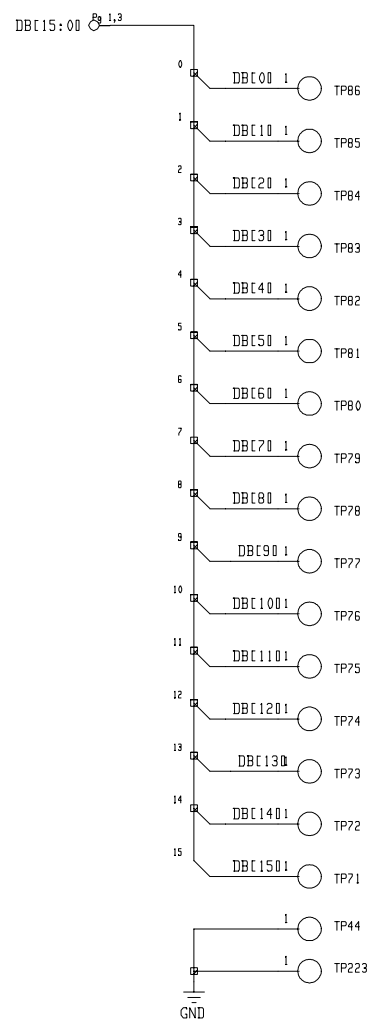 DB[15:0] Pg 1,3
0 DB[0] 1 TP86
1 DB[1] 1 TP85
2 DB[2] 1 TP84
3 DB[3] 1 TP83
4 DB[4] 1 TP82
5 DB[5] 1 TP81
6 DB[6] 1 TP80
7 DB[7] 1 TP79
8 DB[8] 1 TP78
9 DB[9] 1 TP77
10 DB[10] 1 TP76
11 DB[11] 1 TP75
12 DB[12] 1 TP74
13 DB[13] 1 TP73
14 DB[14] 1 TP72
15 DB[15] 1 TP71
1 TP44
1 TP223
GND